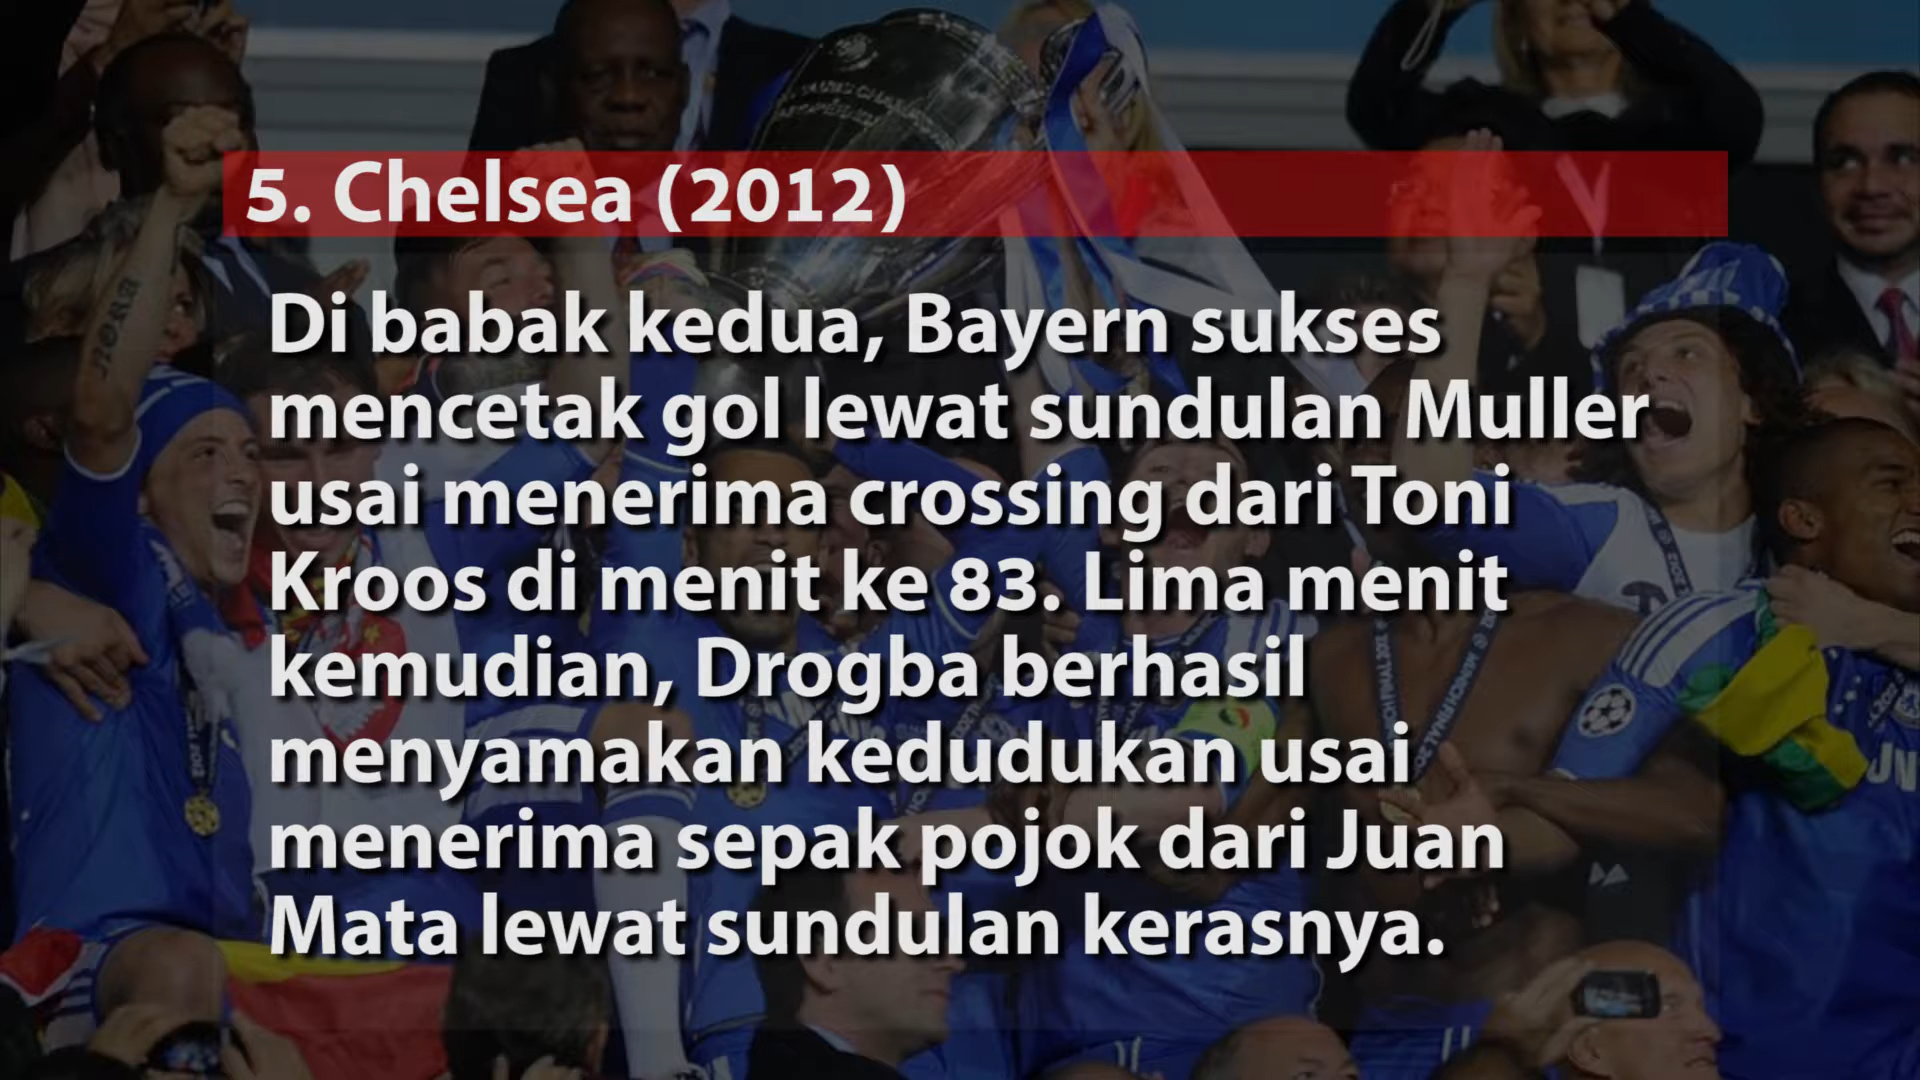 5. Chelsea (2012)
Di babak kedua, Bayern sukses
mencetak gol lewat sundulan Muller
usai menerima crossing dari Toni
Kroos di menit ke 83. Lima menit
kemudian, Drogba berhasil
menyamakan kedudukan usai
menerima sepak pojok dari Juan
Mata lewat sundulan kerasnya.